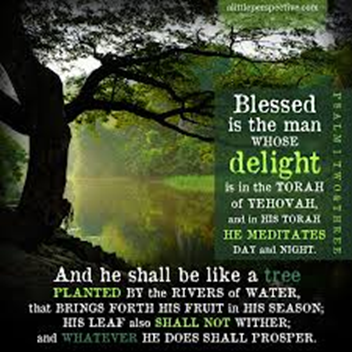 alittleperspective.com
Blessed
is the man
WHOSE
delight
is in the TORAH
of YEHOVAH,
and in HIS TORAH
HE MEDITATES
DAY and NIGHT.
PSALM 1 TWO & THREE
And he shall be like a tree
PLANTED BY the RIVERS of WATER,
that BRINGS FORTH HIS FRUIT in HIS SEASON;
HIS LEAF also SHALL NOT WITHER;
and WHATEVER HE DOES SHALL PROSPER.